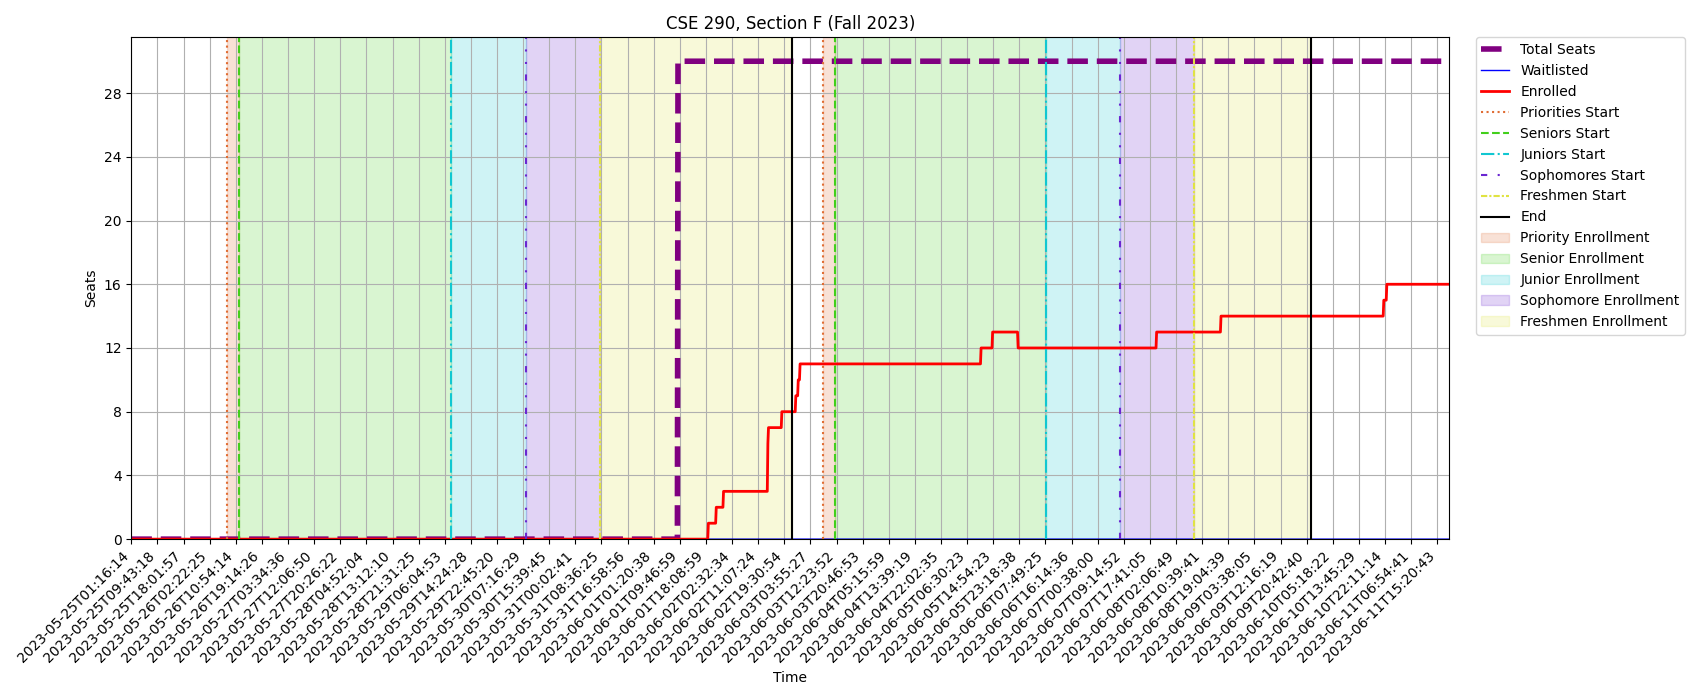 CSE 290, Section F (Fall 2023)
Seats
28
24
20
16
12
8
4
0
2023-05-25T01:16:14
2023-05-25T09:43:18
2023-05-25T18:01:57
2023-05-26T02:22:25
2023-05-26T10:54:14
2023-05-26T19:14:26
2023-05-27T03:34:36
2023-05-27T12:06:50
2023-05-27T20:26:22
2023-05-28T04:52:04
2023-05-28T13:12:10
2023-05-28T21:31:25
2023-05-29T06:04:53
2023-05-29T14:24:28
2023-05-29T22:45:20
2023-05-30T07:16:29
2023-05-30T15:39:45
2023-05-31T00:02:41
2023-05-31T08:36:25
2023-05-31T16:58:56
2023-06-01T01:20:38
2023-06-01T09:46:59
2023-06-01T18:08:59
2023-06-02T02:32:34
2023-06-02T11:07:24
2023-06-02T19:30:54
2023-06-03T03:55:27
2023-06-03T12:23:52
2023-06-03T20:46:53
2023-06-04T05:15:59
2023-06-04T13:39:19
2023-06-04T22:02:35
2023-06-05T06:30:23
2023-06-05T14:54:23
2023-06-05T23:18:38
2023-06-06T07:49:25
2023-06-06T16:14:36
2023-06-07T00:38:00
2023-06-07T09:14:52
2023-06-07T17:41:05
2023-06-08T02:06:49
2023-06-08T10:39:41
2023-06-08T19:04:39
2023-06-09T03:38:05
2023-06-09T12:16:19
2023-06-09T20:42:40
2023-06-10T05:18:22
2023-06-10T13:45:29
2023-06-10T22:11:14
2023-06-11T06:54:41
2023-06-11T15:20:43
Time
Total Seats
Waitlisted
Enrolled
Priorities Start
Seniors Start
Juniors Start
Sophomores Start
Freshmen Start
End
Priority Enrollment
Senior Enrollment
Junior Enrollment
Sophomore Enrollment
Freshmen Enrollment